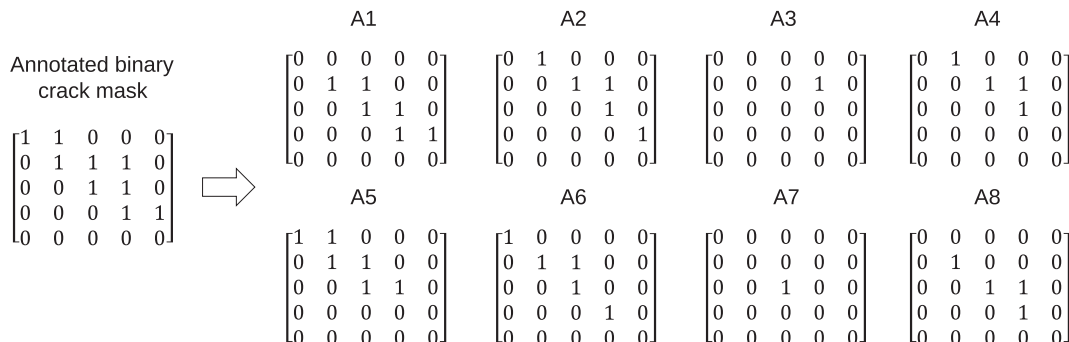 A1 A2 A3 A4
Annotated binary
crack mask
0 0 0 0 0 0 1 0 0 0 0 0 0 0 0 0 1 0 0 0
0 1 1 0 0 0 0 1 1 0 0 0 0 1 0 0 0 1 1 0
0 0 1 1 0 0 0 0 1 0 0 0 0 0 0 0 0 0 1 0
0 0 0 1 1 0 0 0 0 1 0 0 0 0 0 0 0 0 0 0
0 0 0 0 0 0 0 0 0 0 0 0 0 0 0 0 0 0 0 0
1 1 0 0 0
0 1 1 1 0
0 0 1 1 0
0 0 0 1 1
0 0 0 0 0
A5 A6 A7 A8
1 1 0 0 0 1 0 0 0 0 0 0 0 0 0 0 0 0 0 0
0 1 1 0 0 0 1 1 0 0 0 0 0 0 0 0 1 0 0 0
0 0 1 1 0 0 0 1 0 0 0 0 1 0 0 0 0 1 1 0
0 0 0 0 0 0 0 0 1 0 0 0 0 0 0 0 0 0 1 0
0 0 0 0 0 0 0 0 0 0 0 0 0 0 0 0 0 0 0 0